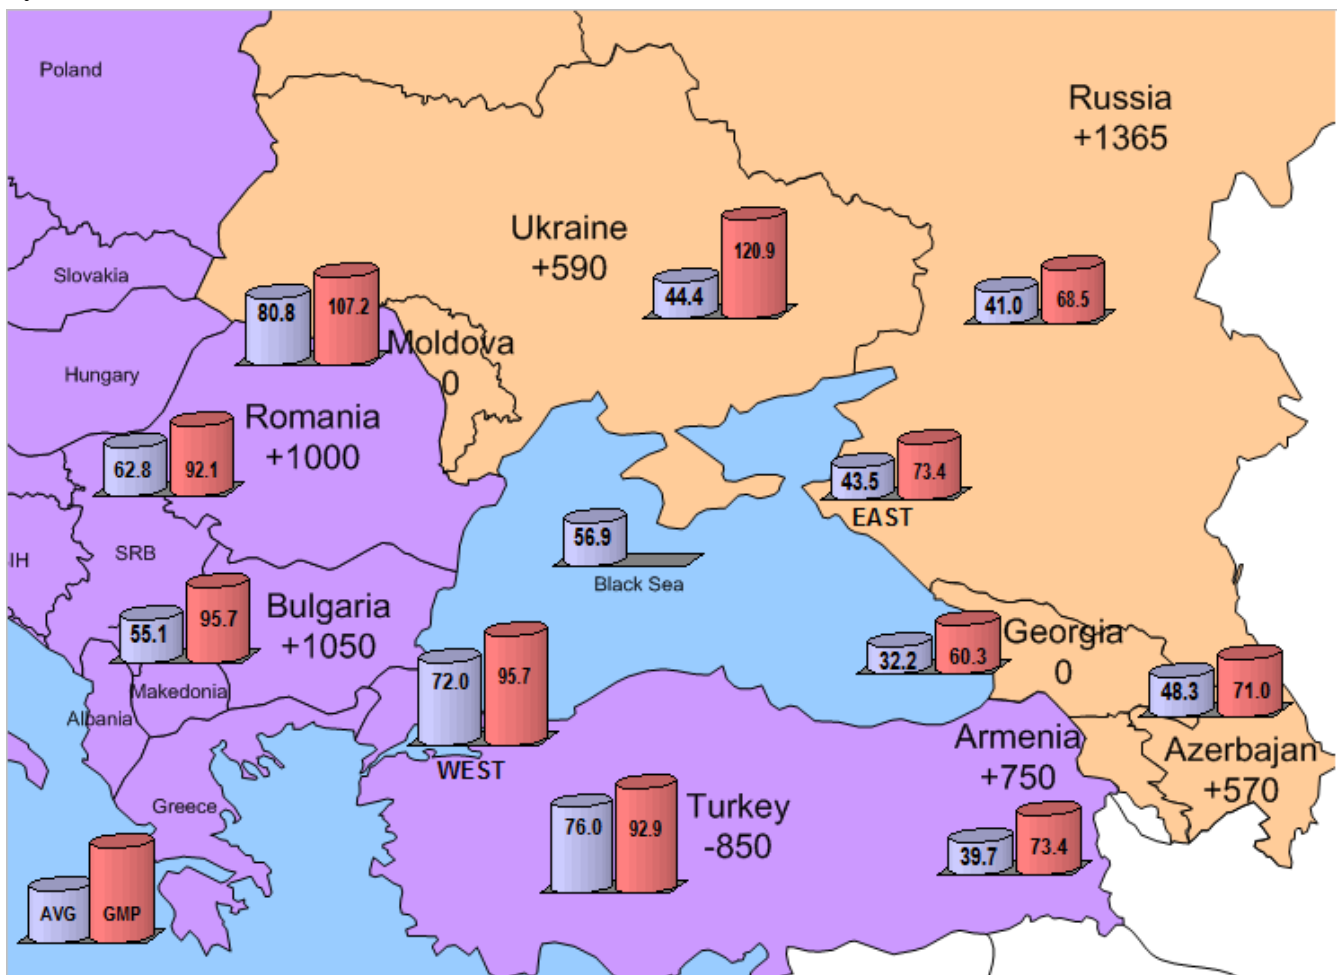 Poland
Russia
+1365
Ukraine
+590
120.9
44.4
Slovakia
41.0
68.5
80.8
107.2
Moldova
0
Hungary
Romania
+1000
62.8
92.1
43.5
73.4
EAST
56.9
Black Sea
IH
SRB
Bulgaria
+1050
55.1
95.7
Georgia
0
32.2
60.3
72.0
95.7
WEST
48.3
71.0
Makedonia
Albania
Armenia
+750
Azerbajan
+570
Greece
Turkey
-850
76.0
92.9
39.7
73.4
AVG
GMP